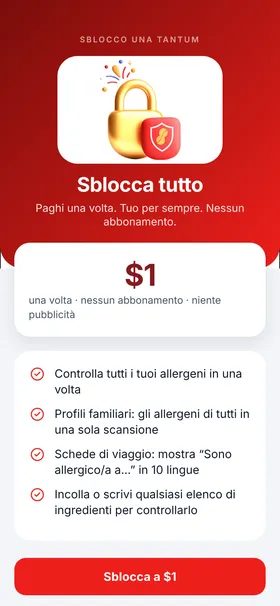 SBLOCCO UNA TANTUM
Sblocca tutto
Paghi una volta. Tuo per sempre. Nessun
abbonamento.
$1
una volta · nessun abbonamento · niente
pubblicità
Controlla tutti i tuoi allergeni in una
volta
Profili familiari: gli allergeni di tutti in
una sola scansione
Schede di viaggio: mostra “Sono
allergico/a a…” in 10 lingue
Incolla o scrivi qualsiasi elenco di
ingredienti per controllarlo
Sblocca a $1